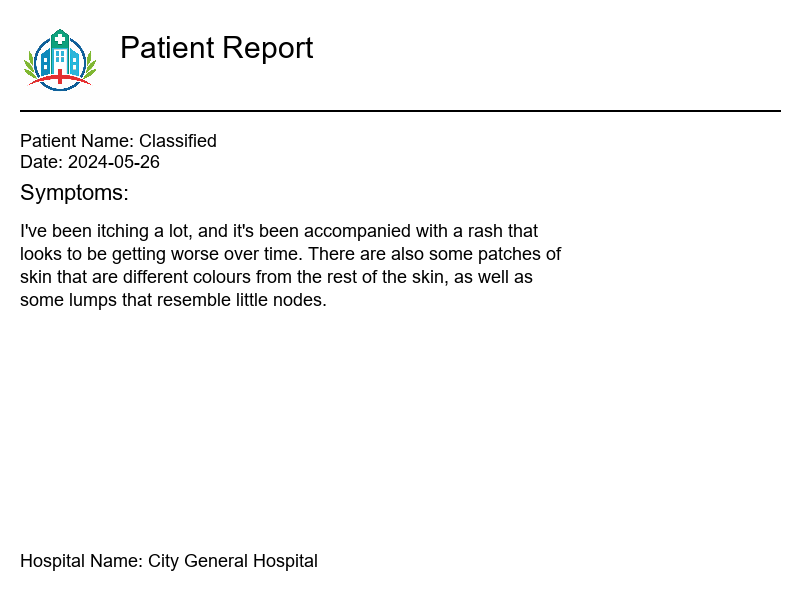 Patient Report
Patient Name: Classified
Date: 2024-05-26
Symptoms:
I've been itching a lot, and it's been accompanied with a rash that
looks to be getting worse over time. There are also some patches of
skin that are different colours from the rest of the skin, as well as
some lumps that resemble little nodes.
Hospital Name: City General Hospital